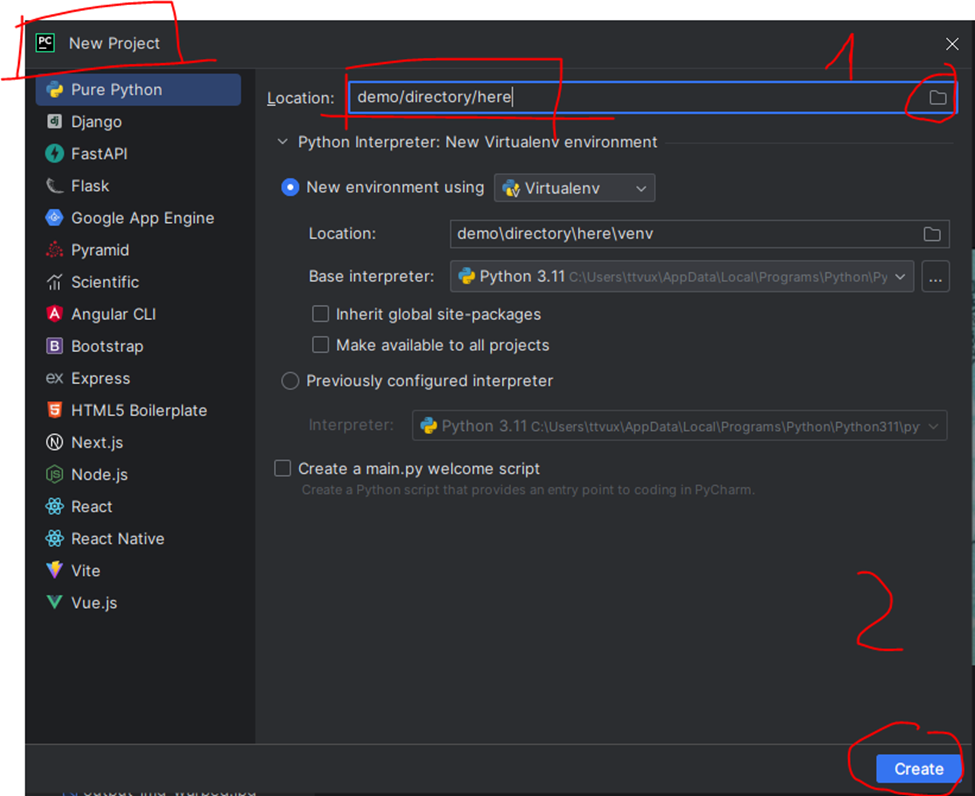 PC New Project
1
Pure Python
Location: demo/directory/here
Django
Python Interpreter: New Virtualenv environment
FastAPI
Flask
New environment using Virtualenv
Google App Engine
Location: demo\directory\here\venv
Pyramid
Scientific
Base interpreter: Python 3.11 C:\Users\ttvux\AppData\Local\Programs\Python\Py ...
Angular CLI
Inherit global site-packages
Bootstrap
Make available to all projects
ex Express
Previously configured interpreter
HTML5 Boilerplate
Interpreter: Python 3.11 C:\Users\ttvux\AppData\Local\Programs\Python\Python311\py
Next.js
Node.js
Create a main.py welcome script
Create a Python script that provides an entry point to coding in PyCharm.
React
React Native
Vite
Vue.js
2
Create